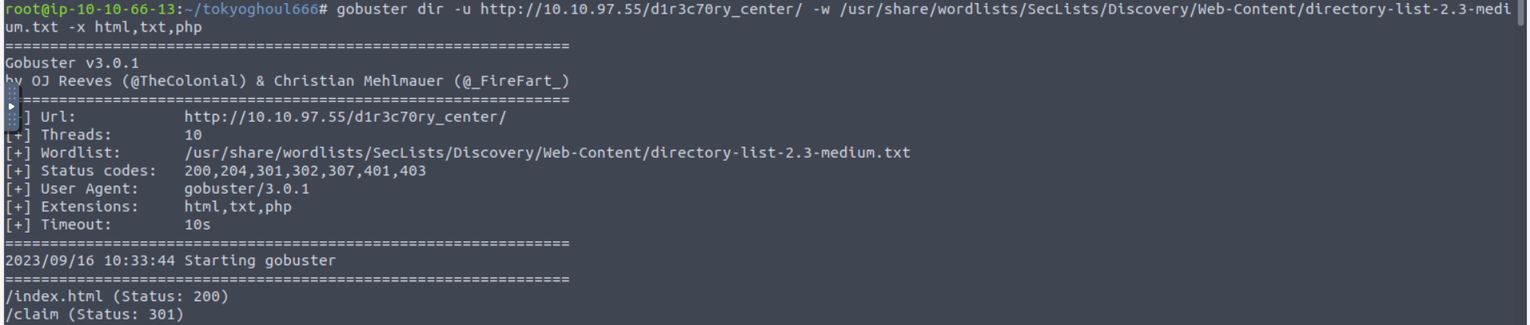 root@ip-10-10-66-13:~/tokyoghoul666# gobuster dir -u http://10.10.97.55/d1r3c70ry_center/ -w /usr/share/wordlists/SecLists/Discovery/Web-Content/directory-list-2.3-medi
um.txt -x html,txt,php
===============================================================
Gobuster v3.0.1
by OJ Reeves (@TheColonial) & Christian Mehlmauer (@_FireFart_)
===============================================================
[+] Url:            http://10.10.97.55/d1r3c70ry_center/
[+] Threads:        10
[+] Wordlist:       /usr/share/wordlists/SecLists/Discovery/Web-Content/directory-list-2.3-medium.txt
[+] Status codes:   200,204,301,302,307,401,403
[+] User Agent:     gobuster/3.0.1
[+] Extensions:     html,txt,php
[+] Timeout:        10s
===============================================================
2023/09/16 10:33:44 Starting gobuster
===============================================================
/index.html (Status: 200)
/claim (Status: 301)